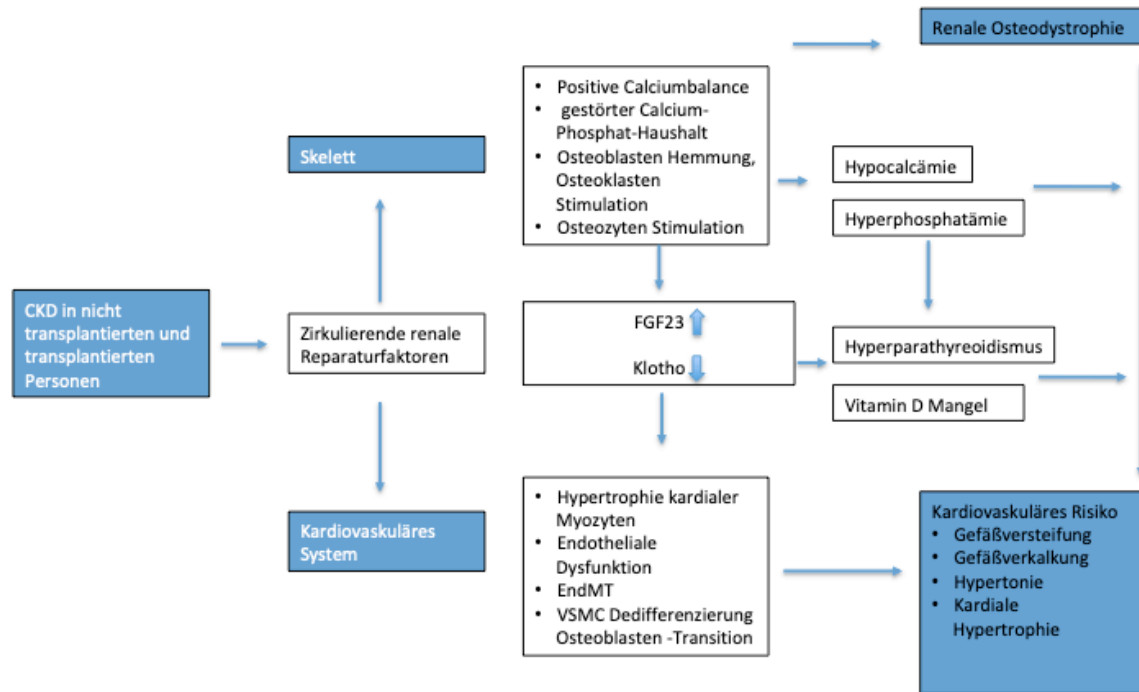 Renale Osteodystrophie
• Positive Calciumbalance
• gestörter Calcium-
Phosphat-Haushalt
• Osteoblasten Hemmung,
Osteoklasten
Stimulation
• Osteozyten Stimulation
Skelett
Hypocalcämie
Hyperphosphatämie
CKD in nicht
transplantierten und
transplantierten
Personen
Zirkulierende renale
Reparaturfaktoren
FGF23
Klotho
Hyperparathyreoidismus
Vitamin D Mangel
Kardiovaskuläres
System
• Hypertrophie kardialer
Myozyten
• Endotheliale
Dysfunktion
• EndMT
• VSMC Dedifferenzierung
Osteoblasten -Transition
Kardiovaskuläres Risiko
• Gefäßversteifung
• Gefäßverkalkung
• Hypertonie
• Kardiale
Hypertrophie